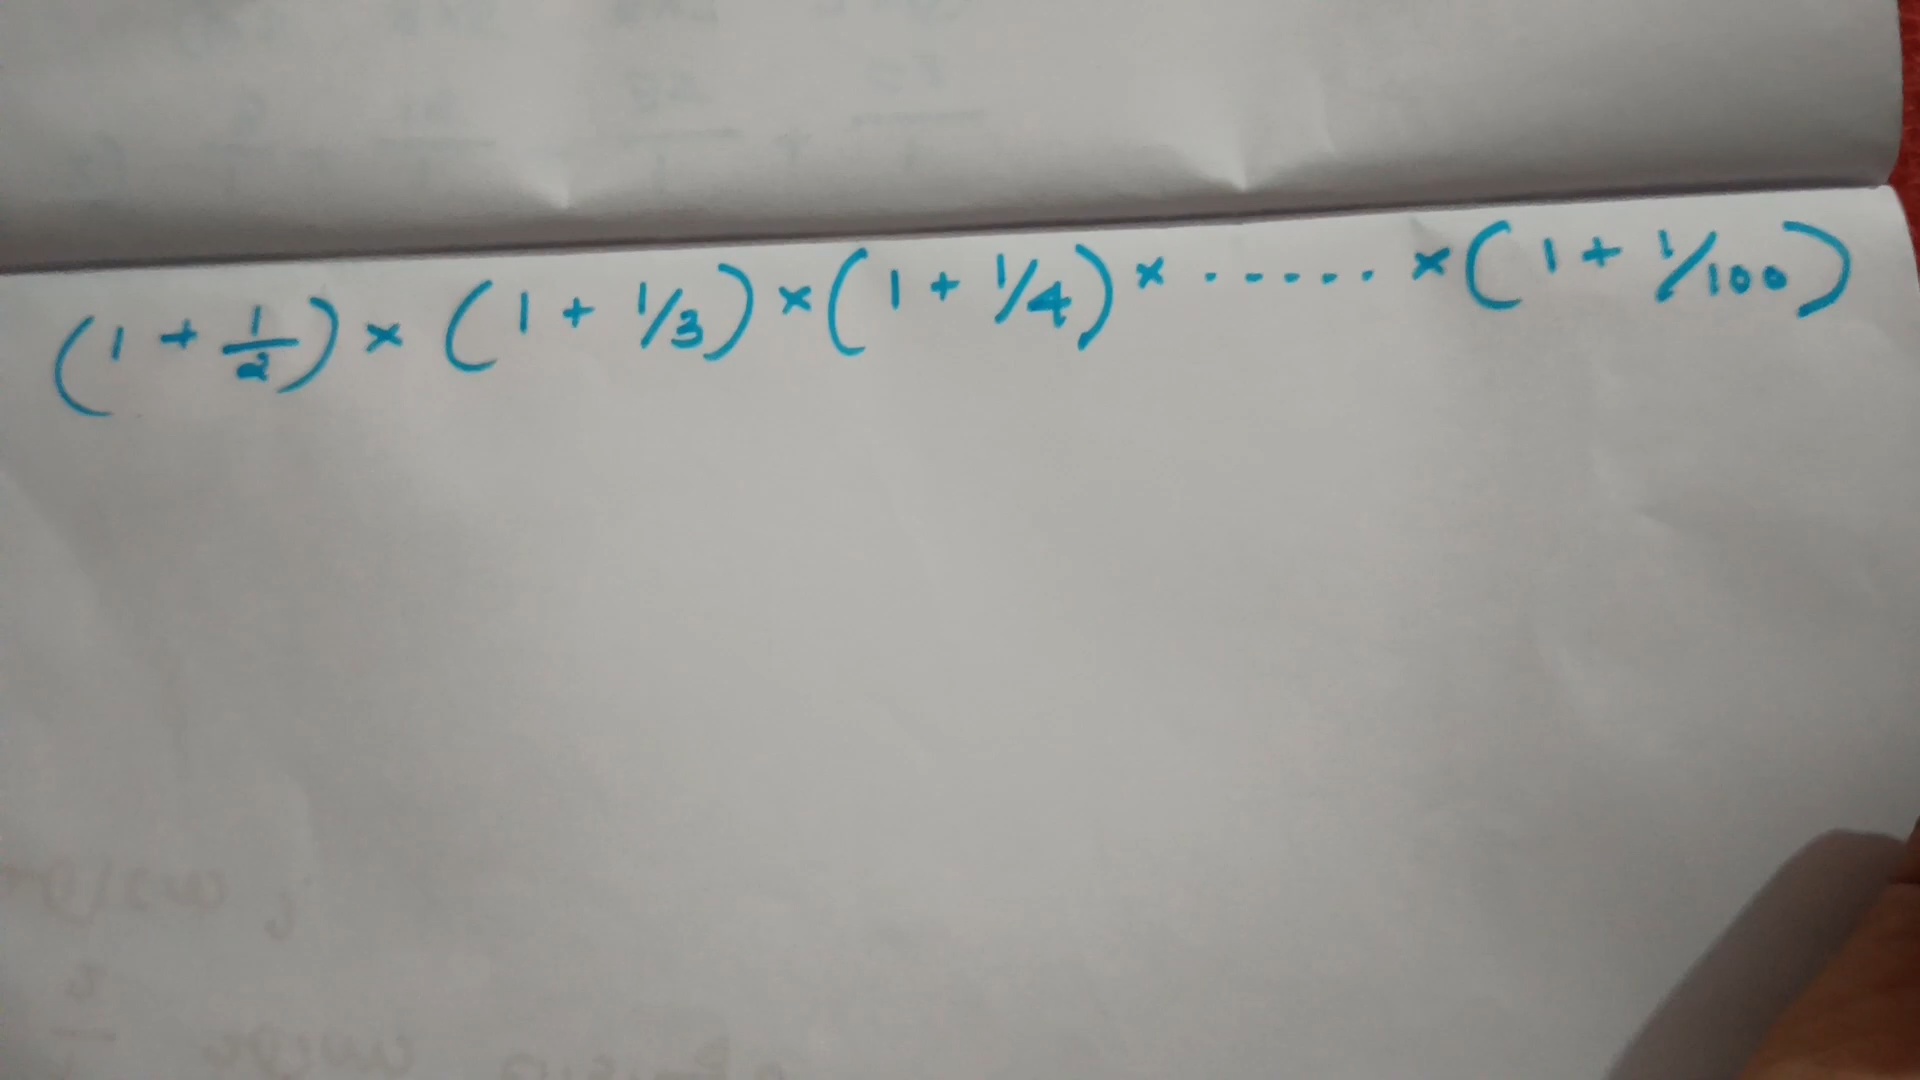 (1 + 1/2) × (1 + 1/3) × (1 + 1/4) × ..... × (1 + 1/100)